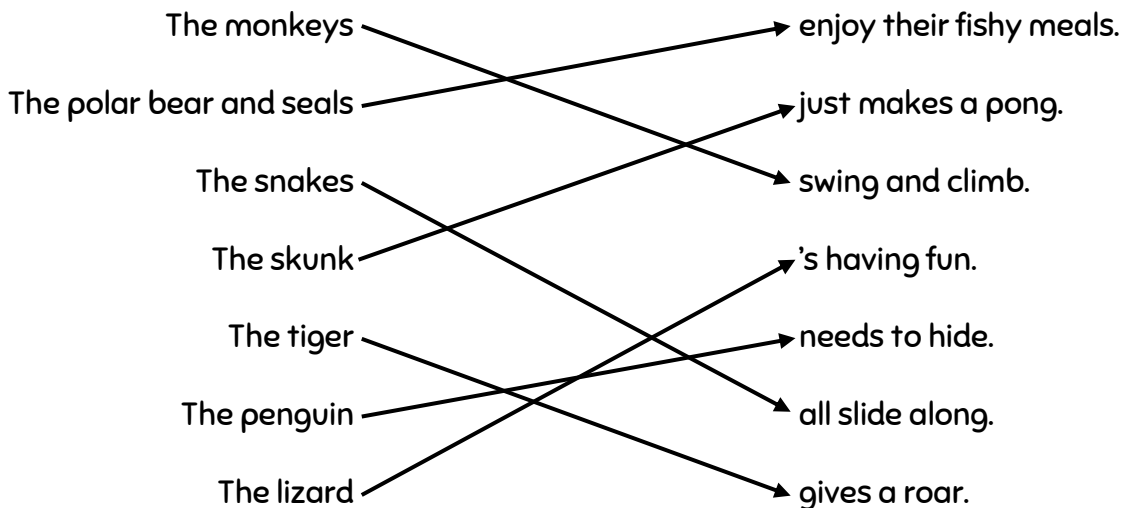 The monkeys
enjoy their fishy meals.
The polar bear and seals
just makes a pong.
The snakes
swing and climb.
The skunk
’s having fun.
The tiger
needs to hide.
The penguin
all slide along.
The lizard
gives a roar.